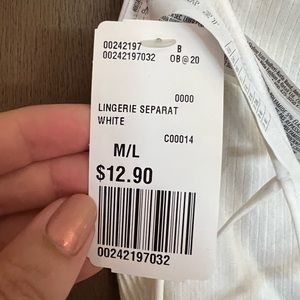 00242197 B
00242197032 OB@20
0000
LINGERIE SEPARAT
WHITE
C00014
M/L
$12.90
00242197032